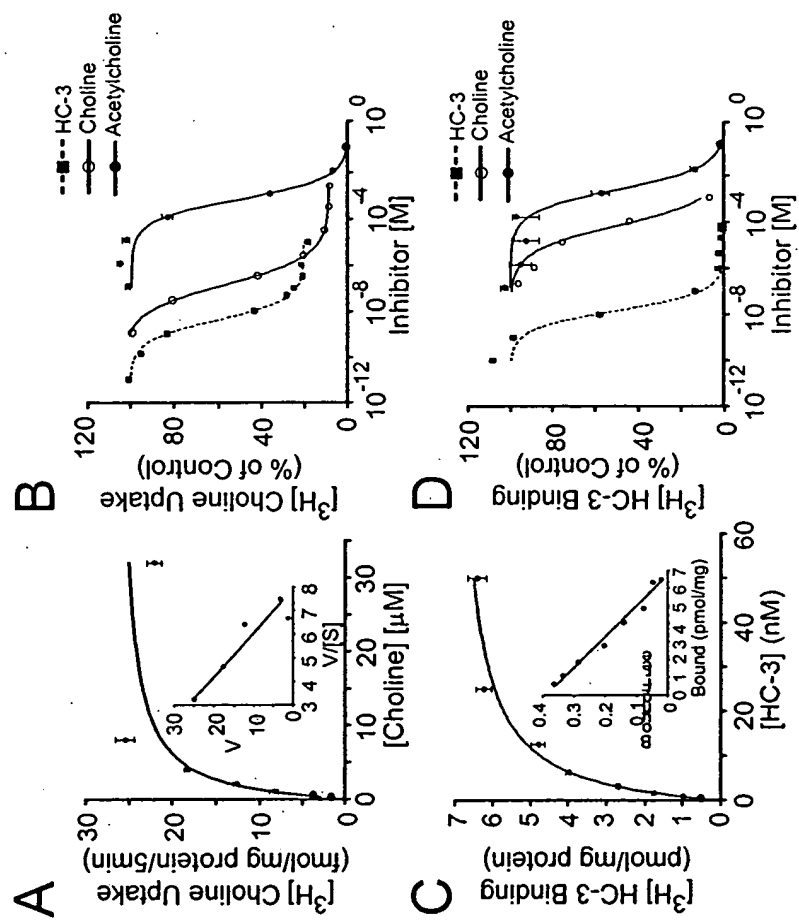 A
[³H] Choline Uptake
(fmol/mg protein/5min)
30
20
10
0
0
10
20
30
[Choline] [µM]
30
20
10
0
V
3 4 5 6 7 8
V/[S]
B
[³H] Choline Uptake
(% of Control)
120
80
40
0
10⁻¹²
10⁻⁸
10⁻⁴
10⁰
Inhibitor [M]
HC-3
Choline
Acetylcholine
C
[³H] HC-3 Binding
(pmol/mg protein)
7
6
5
4
3
2
1
0
0
20
40
60
[HC-3] (nM)
0.4
0.3
0.2
0.1
0
0 1 2 3 4 5 6 7
Bound (pmol/mg)
D
[³H] HC-3 Binding
(% of Control)
120
80
40
0
10⁻¹²
10⁻⁸
10⁻⁴
10⁰
Inhibitor [M]
HC-3
Choline
Acetylcholine